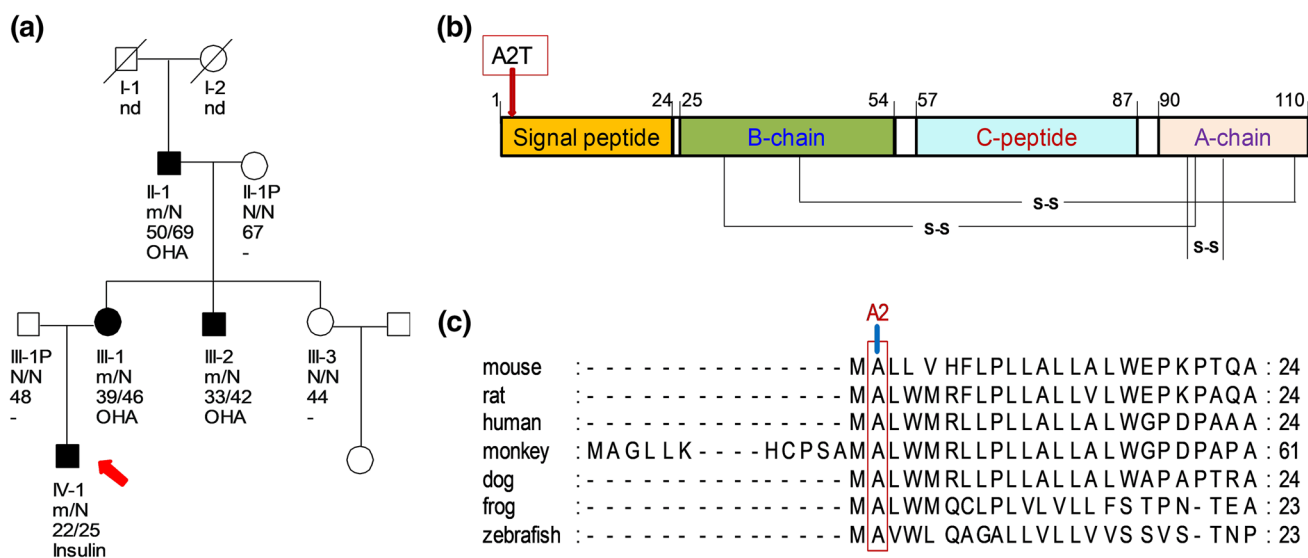 (a)
I-1
nd
I-2
nd
II-1
m/N
50/69
OHA
II-1P
N/N
67
-
III-1P
N/N
48
-
III-1
m/N
39/46
OHA
III-2
m/N
33/42
OHA
III-3
N/N
44
-
IV-1
m/N
22/25
Insulin
(b)
A2T
1 24 25 54 57 87 90 110
Signal peptide B-chain C-peptide A-chain
S-S
S-S
S-S
(c)
A2
mouse : - - - - - - - - - - - - - - - M A L L V H F L P L L A L L A L W E P K P T Q A : 24
rat : - - - - - - - - - - - - - - - M A L W M R F L P L L A L L V L W E P K P A Q A : 24
human : - - - - - - - - - - - - - - - M A L W M R L L P L L A L L A L W G P D P A A A : 24
monkey : M A G L L K - - - - H C P S A M A L W M R L L P L L A L L A L W G P D P A P A : 61
dog : - - - - - - - - - - - - - - - M A L W M R L L P L L A L L A L W A P A P T R A : 24
frog : - - - - - - - - - - - - - - - M A L W M Q C L P L V L V L L F S T P N - T E A : 23
zebrafish : - - - - - - - - - - - - - - - M A V W L Q A G A L L V L L V V S S V S - T N P : 23